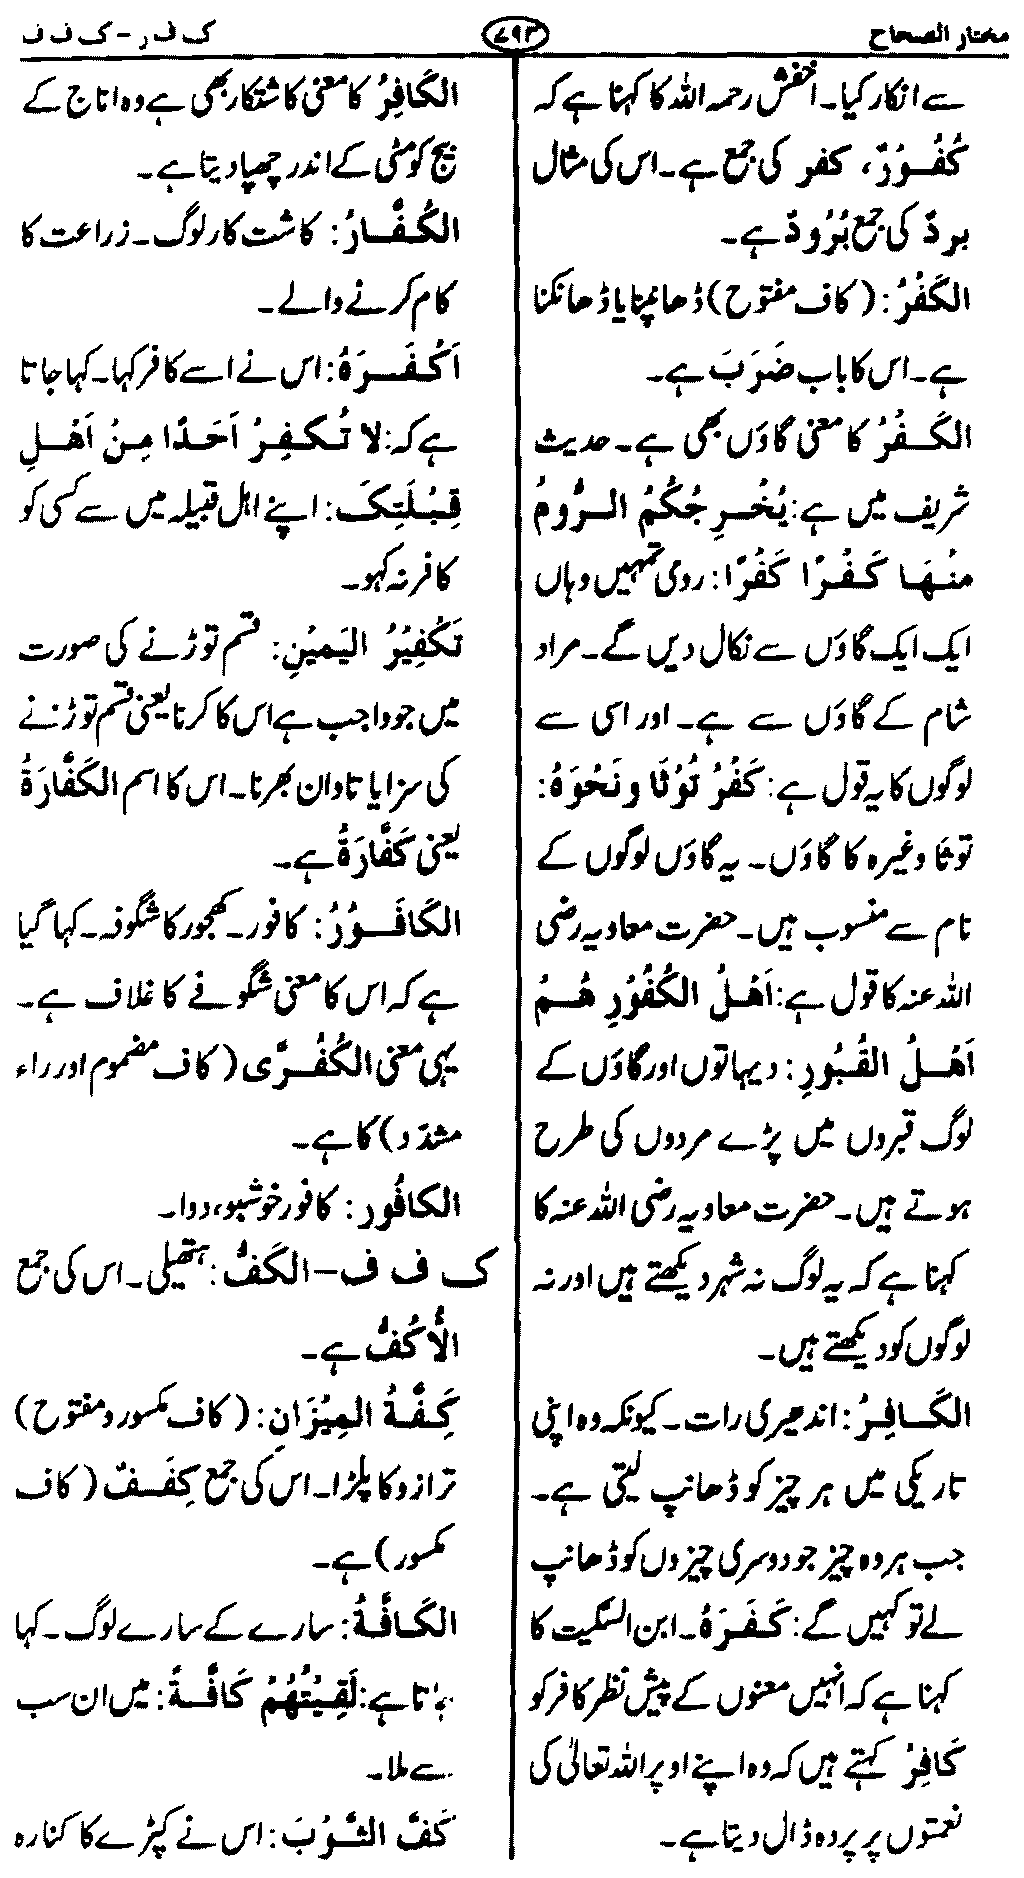 مختار الصحاح
۷۹۳
ک ف ر - ک ف ف
سے انکار کیا۔ اخفش رحمہ اللہ کا کہنا ہے کہ
کُفُورٌ، کفر کی جمع ہے۔ اس کی مثال
بردٌ کی جمع بُرُودٌ ہے۔
الکَفْرُ: (کاف مفتوح) ڈھانپنا یا ڈھانکنا
ہے۔ اس کا باب ضَرَبَ ہے۔
الکَفْرُ کا معنی گاؤں بھی ہے۔ حدیث
شریف میں ہے: یُخْرِجُکُمُ الرُّومُ
مِنْهَا کَفْرًا کَفْرًا: رومی تمہیں وہاں
ایک ایک گاؤں سے نکال دیں گے۔ مراد
شام کے گاؤں سے ہے۔ اور اسی سے
لوگوں کا یہ قول ہے: کَفْرُ تُوْثَا وَنَحْوَهُ:
توثا وغیرہ کا گاؤں۔ یہ گاؤں لوگوں کے
نام سے منسوب ہیں۔ حضرت معاویہ رضی
اللہ عنہ کا قول ہے: اَهْلُ الکُفُوْرِ هُمْ
اَهْلُ القُبُورِ: دیہاتوں اور گاؤں کے
لوگ قبروں میں پڑے مردوں کی طرح
ہوتے ہیں۔ حضرت معاویہ رضی اللہ عنہ کا
کہنا ہے کہ یہ لوگ نہ شہر دیکھتے ہیں اور نہ
لوگوں کو دیکھتے ہیں۔
الکَافِرُ: اندھیری رات۔ کیونکہ وہ اپنی
تاریکی میں ہر چیز کو ڈھانپ لیتی ہے۔
جب ہر وہ چیز جو دوسری چیزوں کو ڈھانپ
لے تو کہیں گے: کَفَرَهُ۔ ابن السکیت کا
کہنا ہے کہ انہیں معنوں کے پیش نظر کافر کو
کَافِرُ کہتے ہیں کہ وہ اپنے اوپر اللہ تعالیٰ کی
نعمتوں پر پردہ ڈال دیتا ہے۔
الکَافِرُ کا معنی کاشتکار بھی ہے وہ اناج کے
بیج کو مٹی کے اندر چھپا دیتا ہے۔
الکُفَّارُ: کاشت کار لوگ۔ زراعت کا
کام کرنے والے۔
اَکْفَرَهُ: اس نے اسے کافر کہا۔ کہا جاتا
ہے کہ: لا تُکفِرْ اَحَدًا مِنْ اَهْلِ
قِبْلَتِکَ: اپنے اہل قبیلہ میں سے کسی کو
کافر نہ کہو۔
تَکْفِیْرُ الیَمِیْنِ: قسم توڑنے کی صورت
میں جو واجب ہے اس کا کرنا یعنی قسم توڑنے
کی سزا یا تاوان بھرنا۔ اس کا اسم الکَفَّارَةُ
یعنی کَفَّارَةُ ہے۔
الکَافُورُ: کافور۔ کھجور کا شگوفہ۔ کہا گیا
ہے کہ اس کا معنی شگوفے کا غلاف ہے۔
یہی معنی الکُفُرّٰی (کاف مضموم اور راء
مشدّد) کا ہے۔
الکافُور: کافور خوشبو، دوا۔
ک ف ف - الکَفُّ: ہتھیلی۔ اس کی جمع
الْاَکُفُّ ہے۔
کِفَّةُ المِیْزَانِ: (کاف مکسور و مفتوح)
ترازو کا پلڑا۔ اس کی جمع کِفَفٌ (کاف
مکسور) ہے۔
الکَافَّةُ: سارے کے سارے لوگ۔ کہا
جاتا ہے: لَقِیْتُهُمْ کَافَّةً: میں ان سب
سے ملا۔
کَفَّ الثَّوْبَ: اس نے کپڑے کا کنارہ